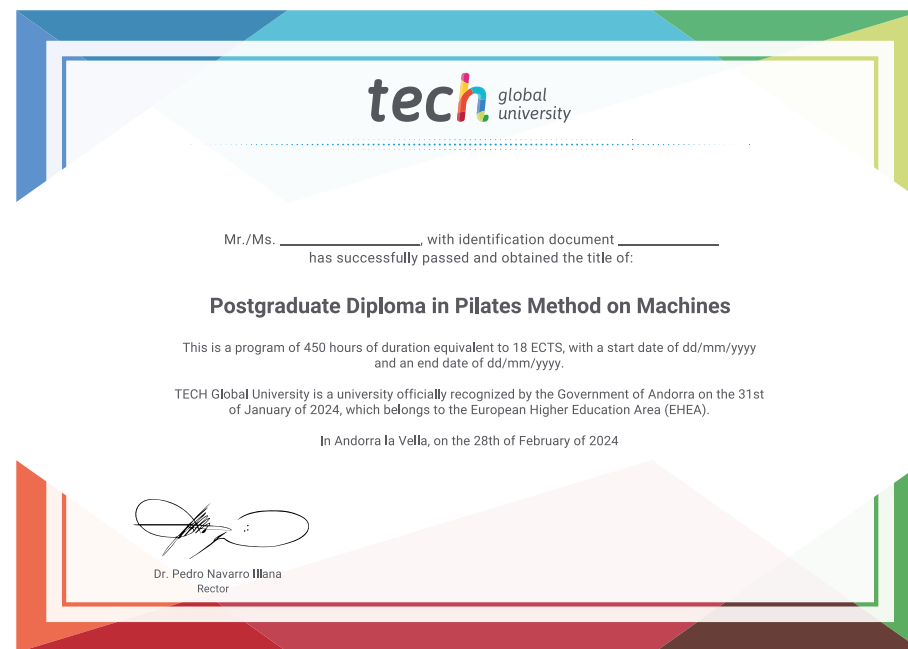 tech global
university
Mr./Ms. ____________, with identification document ____________
has successfully passed and obtained the title of:
Postgraduate Diploma in Pilates Method on Machines
This is a program of 450 hours of duration equivalent to 18 ECTS, with a start date of dd/mm/yyyy
and an end date of dd/mm/yyyy.
TECH Global University is a university officially recognized by the Government of Andorra on the 31st
of January of 2024, which belongs to the European Higher Education Area (EHEA).
In Andorra la Vella, on the 28th of February of 2024
Dr. Pedro Navarro Illana
Rector